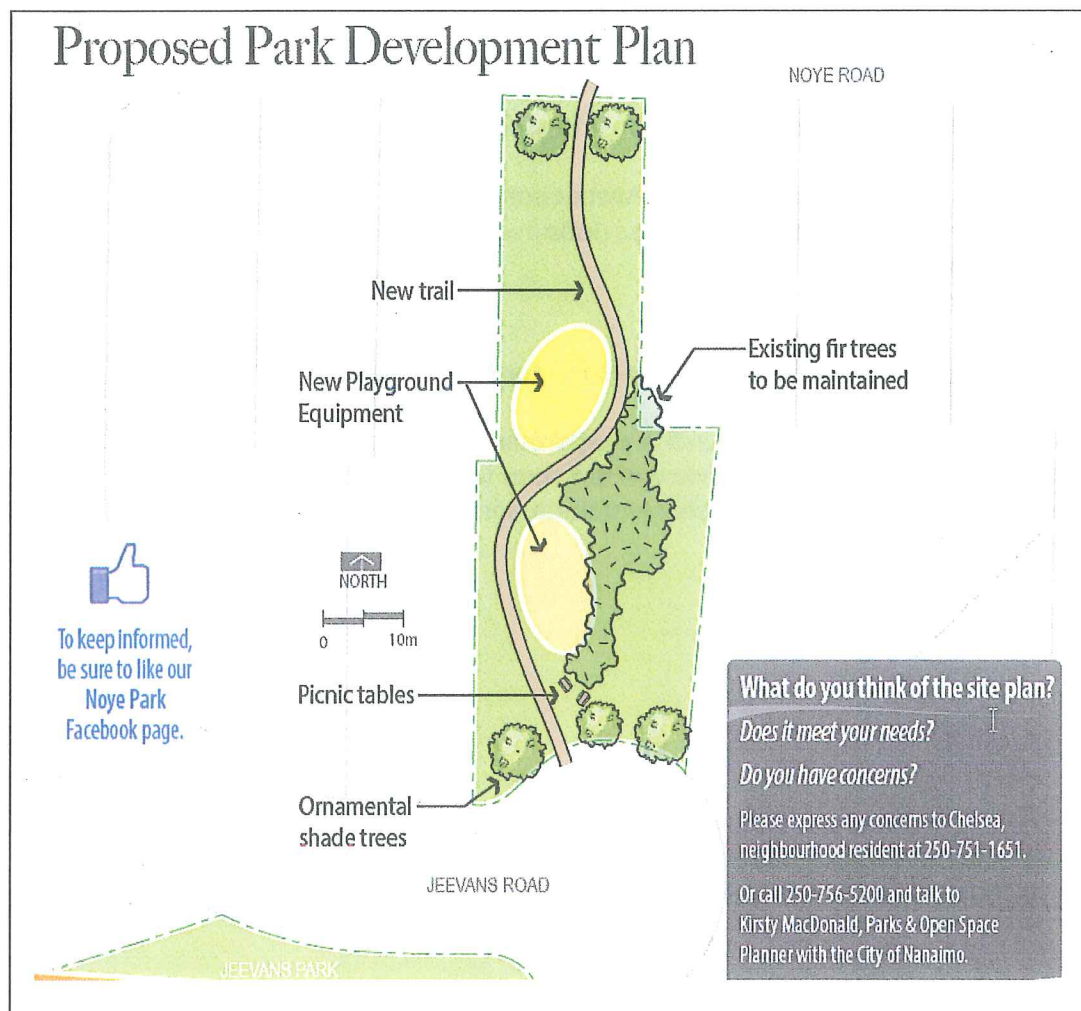 Proposed Park Development Plan
NOYE ROAD
New trail
Existing fir trees
to be maintained
New Playground
Equipment
NORTH
0 10m
To keep informed,
be sure to like our
Noye Park
Facebook page.
Picnic tables
What do you think of the site plan?
Does it meet your needs?
Do you have concerns?
Please express any concerns to Chelsea,
neighbourhood resident at 250-751-1651.
Or call 250-756-5200 and talk to
Kirsty MacDonald, Parks & Open Space
Planner with the City of Nanaimo.
Ornamental
shade trees
JEEVANS ROAD
JEEVANS PARK